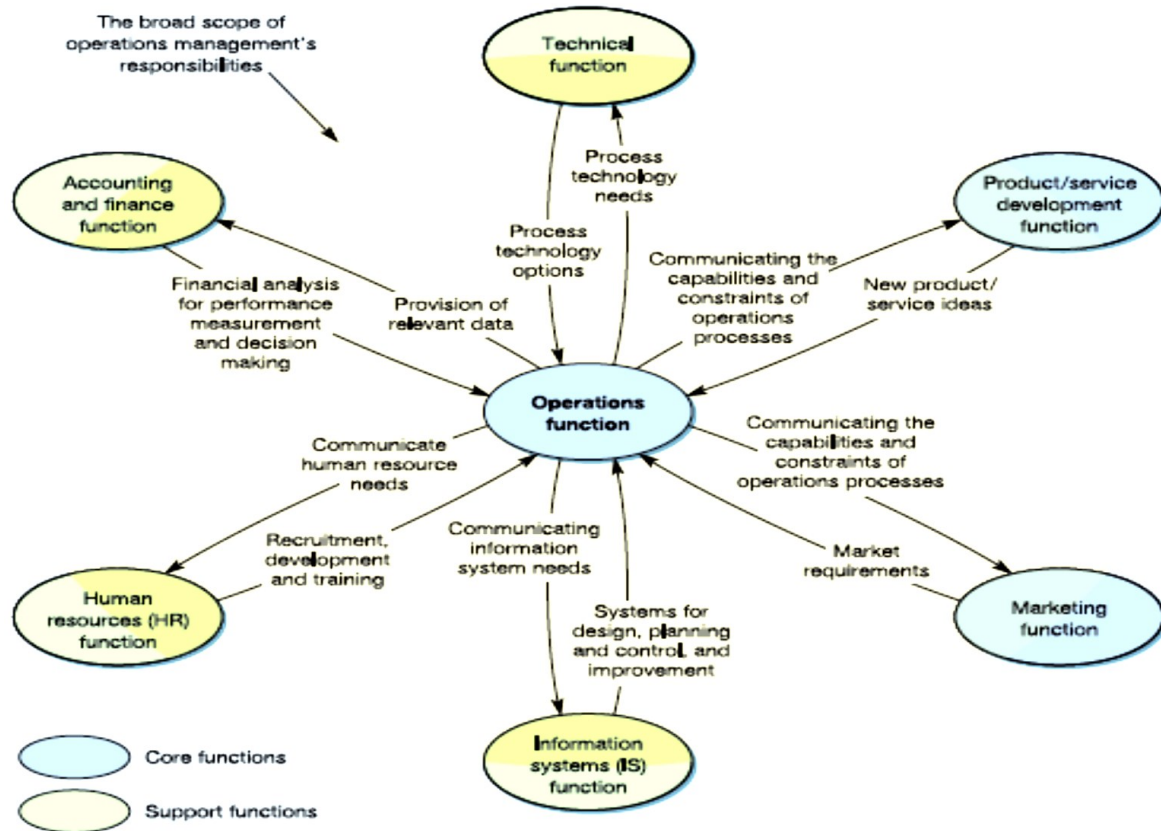 The broad scope of
operations management's
responsibilities
Technical
function
Accounting
and finance
function
Process
technology
needs
Product/service
development
function
Process
technology
options
Financial analysis
for performance
measurement
and decision
making
Provision of
relevant data
Communicating the
capabilities and
constraints of
operations
processes
New product/
service ideas
Operations
function
Communicate
human resource
needs
Communicating the
capabilities and
constraints of
operations processes
Recruitment,
development
and training
Communicating
information
system needs
Market
requirements
Human
resources (HR)
function
Systems for
design, planning
and control, and
improvement
Marketing
function
Information
systems (IS)
function
Core functions
Support functions